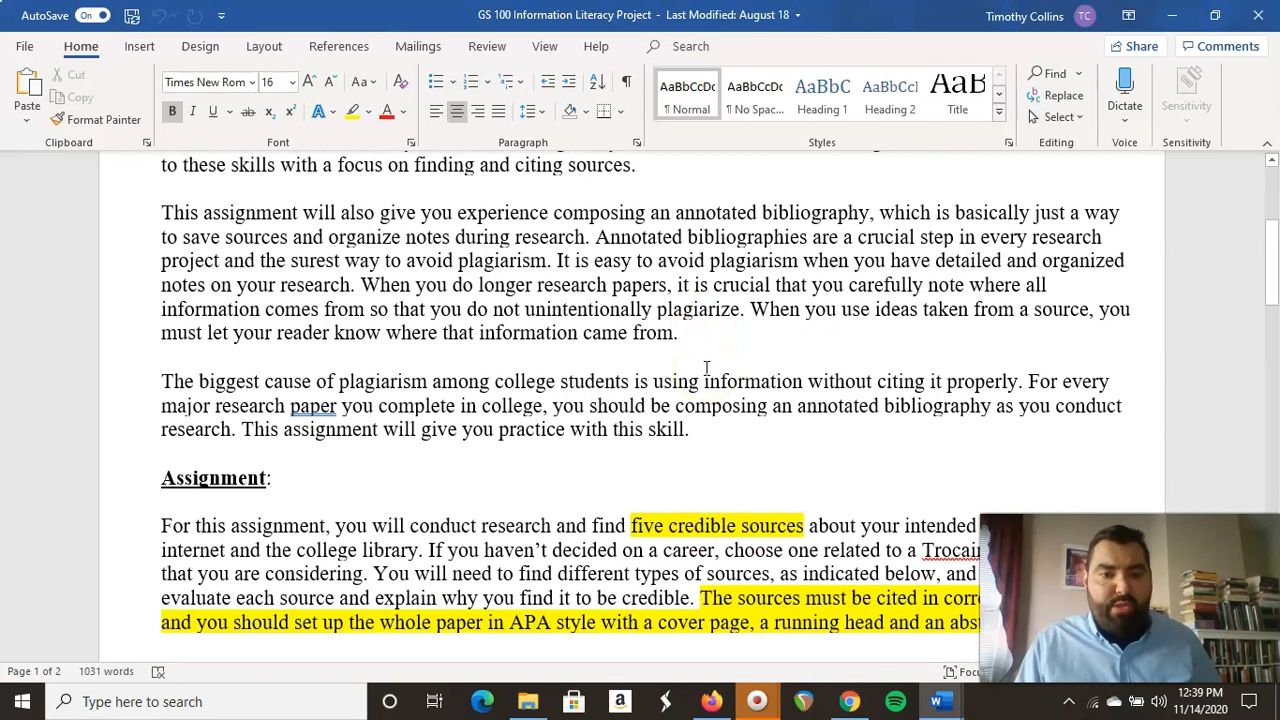 AutoSave On GS 100 Information Literacy Project - Last Modified: August 18 Timothy Collins TC
File Home Insert Design Layout References Mailings Review View Help Search Share Comments
Paste Cut Copy Format Painter
Times New Rom 16 Aa
B I U ab x₂ x² A A
AaBbCcDc AaBbCcDc AaBbC AaBbCcI AaB
¶ Normal ¶ No Spac... Heading 1 Heading 2 Title
Find Replace Select Dictate Sensitivity
Clipboard Font Paragraph Styles Editing Voice Sensitivity
to these skills with a focus on finding and citing sources.
This assignment will also give you experience composing an annotated bibliography, which is basically just a way
to save sources and organize notes during research. Annotated bibliographies are a crucial step in every research
project and the surest way to avoid plagiarism. It is easy to avoid plagiarism when you have detailed and organized
notes on your research. When you do longer research papers, it is crucial that you carefully note where all
information comes from so that you do not unintentionally plagiarize. When you use ideas taken from a source, you
must let your reader know where that information came from.
The biggest cause of plagiarism among college students is using information without citing it properly. For every
major research paper you complete in college, you should be composing an annotated bibliography as you conduct
research. This assignment will give you practice with this skill.
Assignment:
For this assignment, you will conduct research and find five credible sources about your intended
internet and the college library. If you haven’t decided on a career, choose one related to a Trocair
that you are considering. You will need to find different types of sources, as indicated below, and
evaluate each source and explain why you find it to be credible. The sources must be cited in corre
and you should set up the whole paper in APA style with a cover page, a running head and an abs
Page 1 of 2 1031 words Focu
Type here to search
12:39 PM
11/14/2020